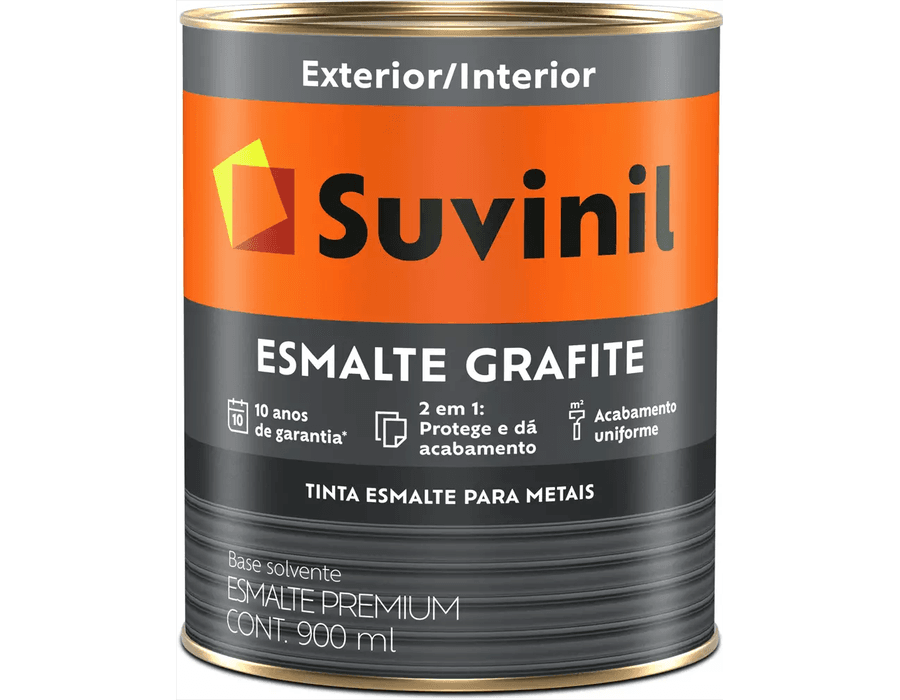 Exterior/Interior
Suvinil
ESMALTE GRAFITE
10
10 anos
de garantia*
2 em 1:
Protege e dá
acabamento
m²
Acabamento
uniforme
TINTA ESMALTE PARA METAIS
Base solvente
ESMALTE PREMIUM
CONT. 900 ml